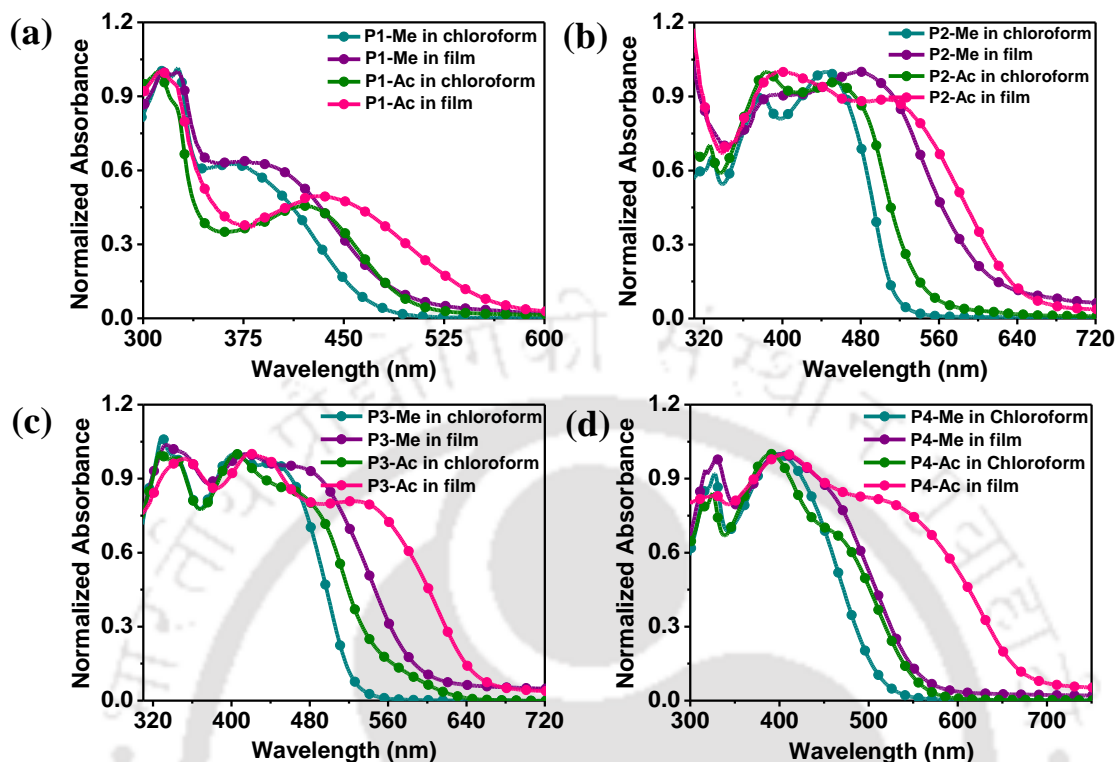 (a)
1.2
0.9
0.6
0.3
0.0
Normalized Absorbance
P1-Me in chloroform
P1-Me in film
P1-Ac in chloroform
P1-Ac in film
300 375 450 525 600
Wavelength (nm)
(b)
1.2
0.9
0.6
0.3
0.0
Normalized Absorbance
P2-Me in chloroform
P2-Me in film
P2-Ac in chloroform
P2-Ac in film
320 400 480 560 640 720
Wavelength (nm)
(c)
1.2
0.9
0.6
0.3
0.0
Normalized Absorbance
P3-Me in chloroform
P3-Me in film
P3-Ac in chloroform
P3-Ac in film
320 400 480 560 640 720
Wavelength (nm)
(d)
1.2
0.9
0.6
0.3
0.0
Normalized Absorbance
P4-Me in Chloroform
P4-Me in film
P4-Ac in Chloroform
P4-Ac in film
300 400 500 600 700
Wavelength (nm)